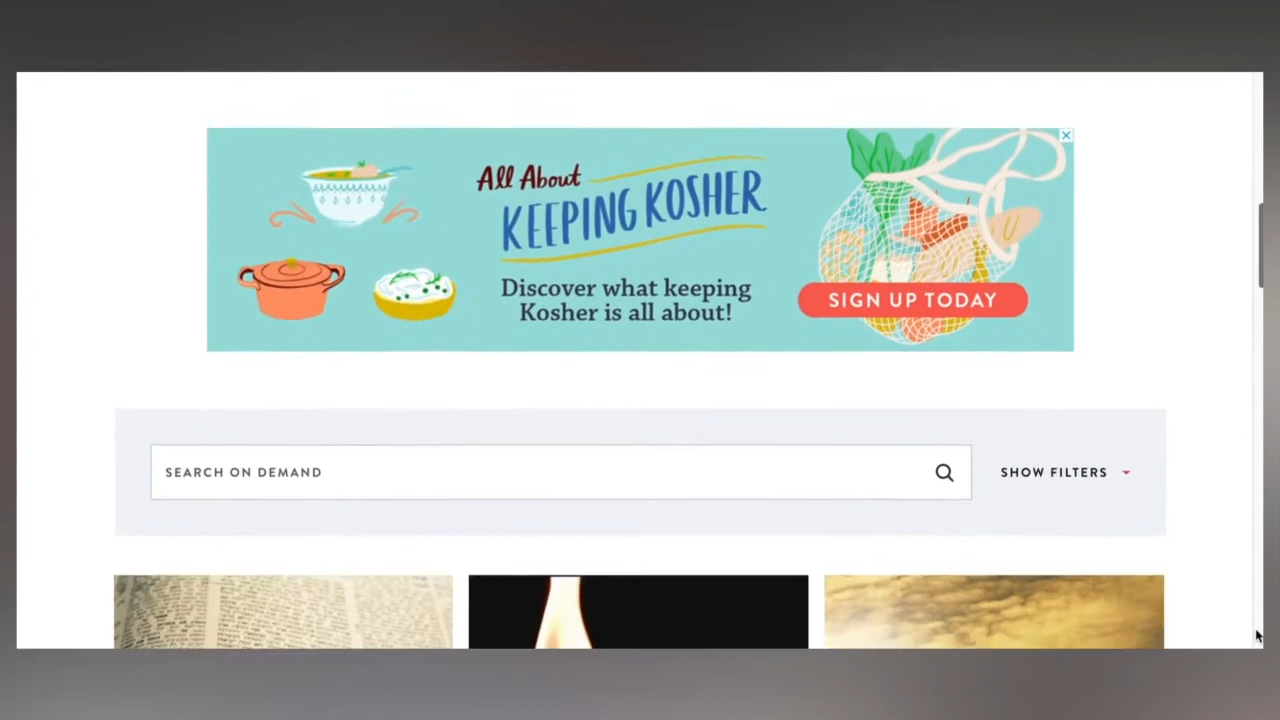 All About
KEEPING KOSHER
Discover what keeping
Kosher is all about!
SIGN UP TODAY
SEARCH ON DEMAND
SHOW FILTERS